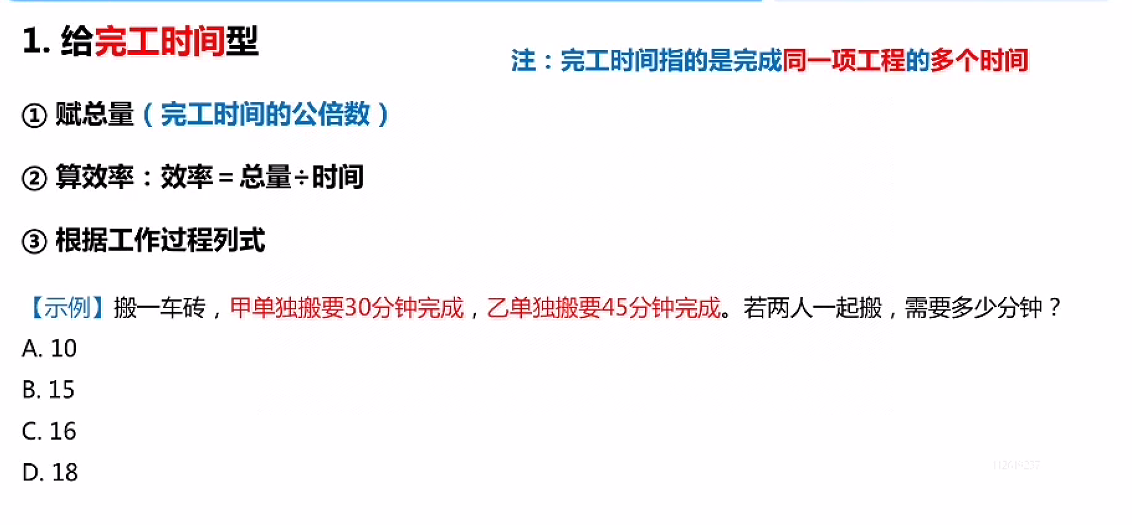 1. 给完工时间型
注：完工时间指的是完成同一项工程的多个时间
① 赋总量（完工时间的公倍数）
② 算效率：效率＝总量÷时间
③ 根据工作过程列式
【示例】搬一车砖，甲单独搬要30分钟完成，乙单独搬要45分钟完成。若两人一起搬，需要多少分钟？
A. 10
B. 15
C. 16
D. 18